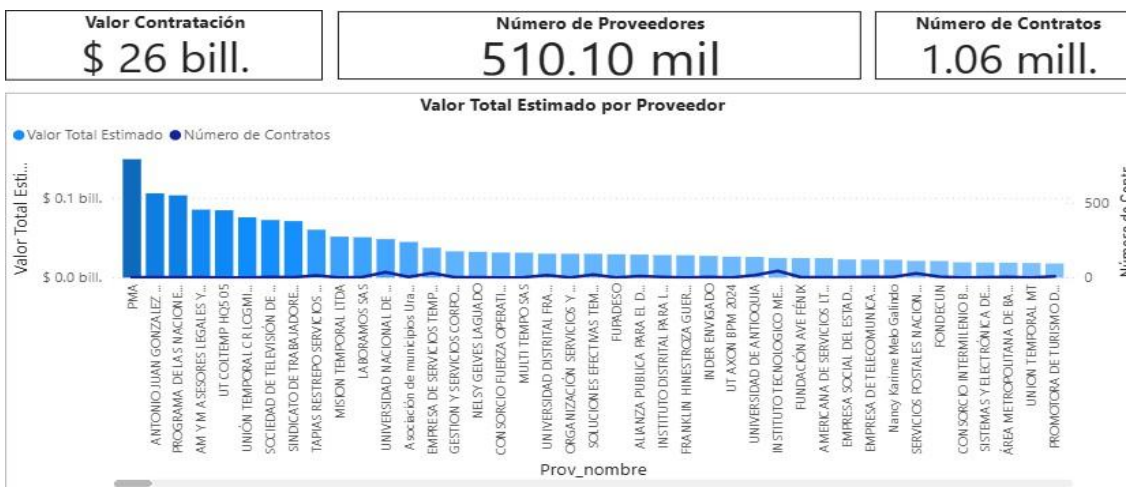 Valor Contratación
$ 26 bill.
Número de Proveedores
510.10 mil
Número de Contratos
1.06 mill.
Valor Total Estimado por Proveedor
Valor Total Estimado Número de Contratos
Valor Total Esti...
$ 0.1 bill.
$ 0.0 bill.
500
0
Número de Contr...
PMA
ANTONIO JUAN GONZALEZ ...
PROGRAMA DE LAS NACIONE...
AM Y M ASESORES LEGALES Y...
UT COLTEMP HQ5 05
UNIÓN TEMPORAL C.R LOGMI...
SOCIEDAD DE TELEVISIÓN DE ...
SINDICATO DE TRABAJADORE...
TAPIAS RESTREPO SERVICIOS ...
MISION TEMPORAL LTDA
LABORAMOS SAS
UNIVERSIDAD NACIONAL DE ...
Asociación de municipios Ura...
EMPRESA DE SERVICIOS TEMP...
GESTION Y SERVICIOS CORPO...
NELSY GELVES LAGUADO
CONSORCIO FUERZA OPERATI...
MULTI TEMPO SAS
UNIVERSIDAD DISTRITAL FRA...
ORGANIZACIÓN SERVICIOS Y ...
SOLUCIONES EFECTIVAS TEM...
FUPADESO
ALIANZA PUBLICA PARA EL D...
INSTITUTO DISTRITAL PARA L...
FRANKLIN HINESTROZA GUER...
INDER ENVIGADO
UT AXON BPM 2024
UNIVERSIDAD DE ANTIOQUIA
INSTITUTO TECNOLOGICO ME...
FUNDACIÓN AVE FÉNIX
AMERICANA DE SERVICIOS LT...
EMPRESA SOCIAL DEL ESTAD...
EMPRESA DE TELECOMUNICA...
Nancy Karime Melo Galindo
SERVICIOS POSTALES NACION...
FONDECUN
CONSORCIO INTERMILENIO B...
SISTEMAS Y ELECTRÓNICA DE...
ÁREA METROPOLITANA DE BA...
UNION TEMPORAL MT
PROMOTORA DE TURISMO D...
Prov_nombre